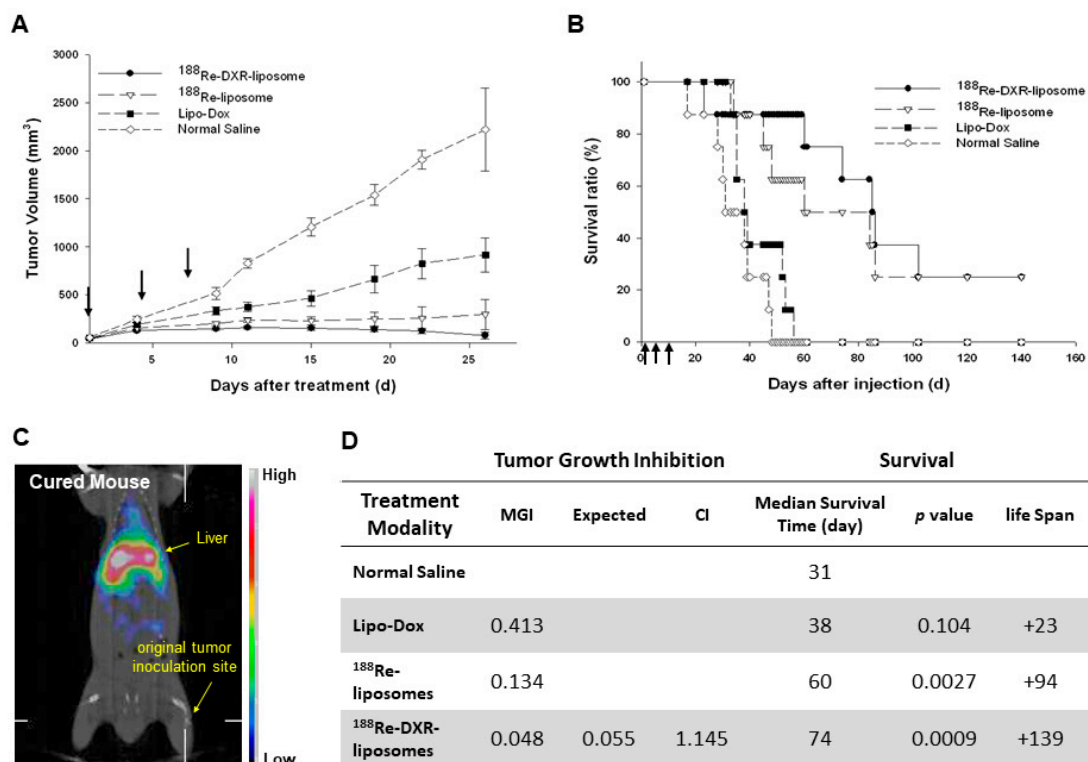 A
3000
2500
2000
1500
1000
500
0
Tumor Volume (mm³)
¹⁸⁸Re-DXR-liposome
¹⁸⁸Re-liposome
Lipo-Dox
Normal Saline
5 10 15 20 25
Days after treatment (d)
B
100
80
60
40
20
0
Survival ratio (%)
¹⁸⁸Re-DXR-liposome
¹⁸⁸Re-liposome
Lipo-Dox
Normal Saline
0 20 40 60 80 100 120 140 160
Days after injection (d)
C
Cured Mouse
High
Liver
original tumor
inoculation site
Low
D
Tumor Growth Inhibition Survival
Treatment Modality MGI Expected CI Median Survival Time (day) p value life Span
Normal Saline 31
Lipo-Dox 0.413 38 0.104 +23
¹⁸⁸Re-liposomes 0.134 60 0.0027 +94
¹⁸⁸Re-DXR-liposomes 0.048 0.055 1.145 74 0.0009 +139